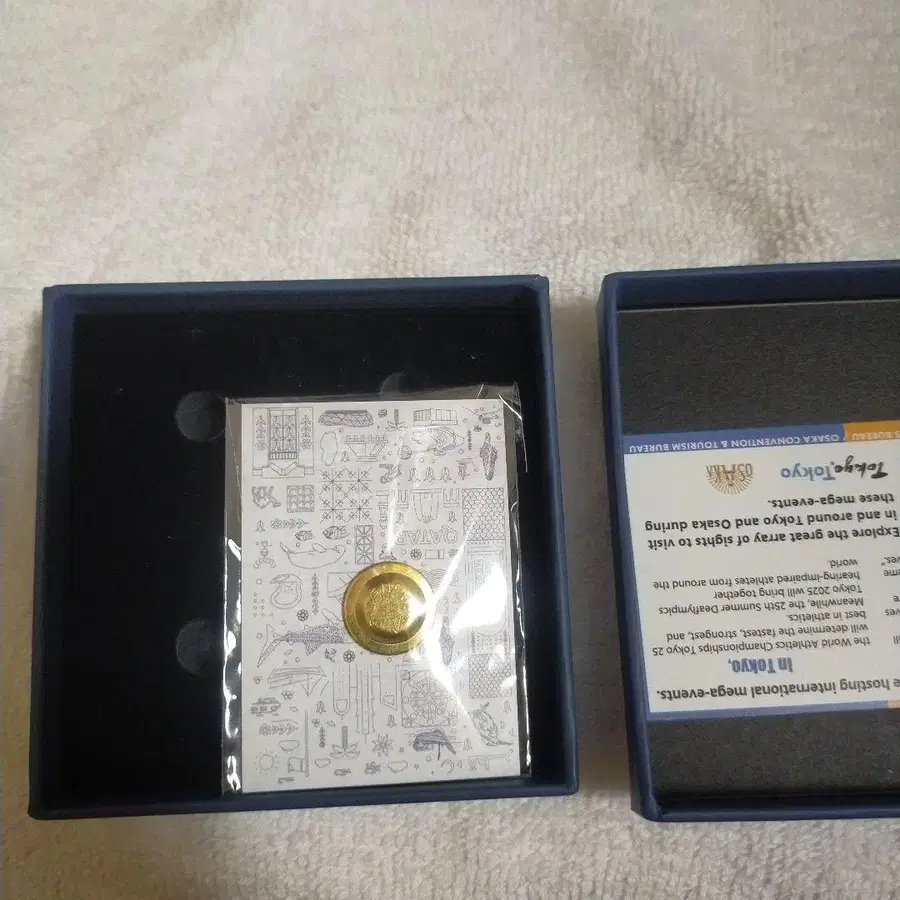 QATAR
e hosting international mega-events.
in Tokyo,
the World Athletics Championships Tokyo 25
will determine the fastest, strongest, and
best in athletics.
Meanwhile, the 25th Summer Deaflympics
Tokyo 2025 will bring together
hearing-impaired athletes from around the
world.
Explore the great array of sights to visit
in and around Tokyo and Osaka during
these mega-events.
Tokyo Tokyo
OSAKA
S BUREAU / OSAKA CONVENTION & TOURISM BUREAU